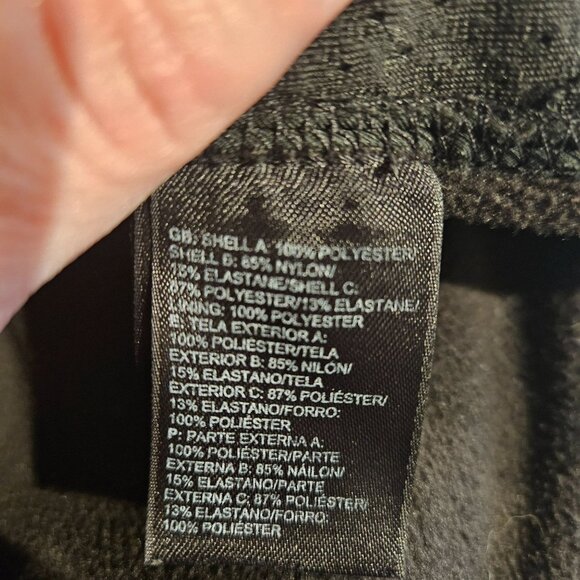 GB: SHELL A: 100% POLYESTER/
SHELL B: 85% NYLON/
15% ELASTANE/SHELL C:
87% POLYESTER/13% ELASTANE/
LINING: 100% POLYESTER
E: TELA EXTERIOR A:
100% POLIÉSTER/TELA
EXTERIOR B: 85% NILÓN/
15% ELASTANO/TELA
EXTERIOR C: 87% POLIÉSTER/
13% ELASTANO/FORRO:
100% POLIÉSTER
P: PARTE EXTERNA A:
100% POLIÉSTER/PARTE
EXTERNA B: 85% NÁILON/
15% ELASTANO/PARTE
EXTERNA C: 87% POLIÉSTER/
13% ELASTANO/FORRO:
100% POLIÉSTER